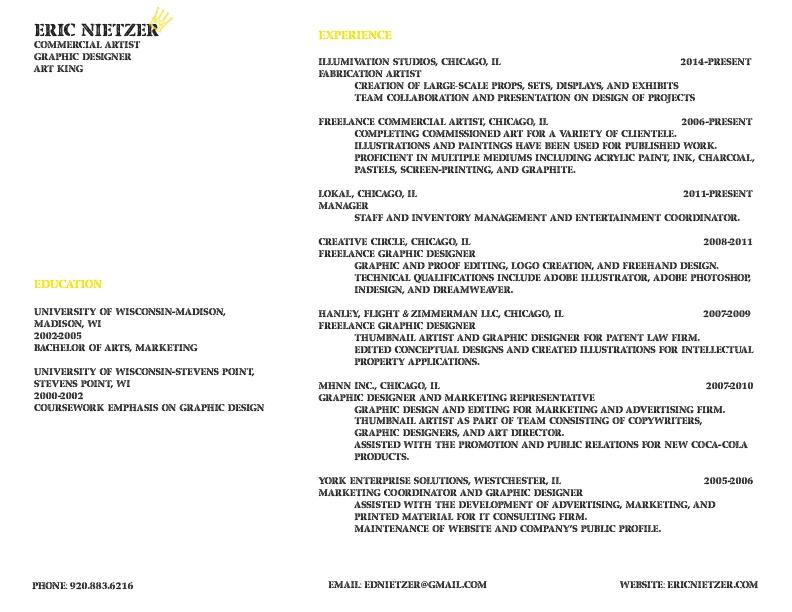 ERIC NIETZER
COMMERCIAL ARTIST
GRAPHIC DESIGNER
ART KING
EDUCATION
UNIVERSITY OF WISCONSIN-MADISON,
MADISON, WI
2002-2005
BACHELOR OF ARTS, MARKETING
UNIVERSITY OF WISCONSIN-STEVENS POINT,
STEVENS POINT, WI
2000-2002
COURSEWORK EMPHASIS ON GRAPHIC DESIGN
EXPERIENCE
ILLUMIVATION STUDIOS, CHICAGO, IL 2014-PRESENT
FABRICATION ARTIST
CREATION OF LARGE-SCALE PROPS, SETS, DISPLAYS, AND EXHIBITS
TEAM COLLABORATION AND PRESENTATION ON DESIGN OF PROJECTS
FREELANCE COMMERCIAL ARTIST, CHICAGO, IL 2006-PRESENT
COMPLETING COMMISSIONED ART FOR A VARIETY OF CLIENTELE.
ILLUSTRATIONS AND PAINTINGS HAVE BEEN USED FOR PUBLISHED WORK.
PROFICIENT IN MULTIPLE MEDIUMS INCLUDING ACRYLIC PAINT, INK, CHARCOAL,
PASTELS, SCREEN-PRINTING, AND GRAPHITE.
LOKAL, CHICAGO, IL 2011-PRESENT
MANAGER
STAFF AND INVENTORY MANAGEMENT AND ENTERTAINMENT COORDINATOR.
CREATIVE CIRCLE, CHICAGO, IL 2008-2011
FREELANCE GRAPHIC DESIGNER
GRAPHIC AND PROOF EDITING, LOGO CREATION, AND FREEHAND DESIGN.
TECHNICAL QUALIFICATIONS INCLUDE ADOBE ILLUSTRATOR, ADOBE PHOTOSHOP,
INDESIGN, AND DREAMWEAVER.
HANLEY, FLIGHT & ZIMMERMAN LLC, CHICAGO, IL 2007-2009
FREELANCE GRAPHIC DESIGNER
THUMBNAIL ARTIST AND GRAPHIC DESIGNER FOR PATENT LAW FIRM.
EDITED CONCEPTUAL DESIGNS AND CREATED ILLUSTRATIONS FOR INTELLECTUAL
PROPERTY APPLICATIONS.
MHNN INC., CHICAGO, IL 2007-2010
GRAPHIC DESIGNER AND MARKETING REPRESENTATIVE
GRAPHIC DESIGN AND EDITING FOR MARKETING AND ADVERTISING FIRM.
THUMBNAIL ARTIST AS PART OF TEAM CONSISTING OF COPYWRITERS,
GRAPHIC DESIGNERS, AND ART DIRECTOR.
ASSISTED WITH THE PROMOTION AND PUBLIC RELATIONS FOR NEW COCA-COLA
PRODUCTS.
YORK ENTERPRISE SOLUTIONS, WESTCHESTER, IL 2005-2006
MARKETING COORDINATOR AND GRAPHIC DESIGNER
ASSISTED WITH THE DEVELOPMENT OF ADVERTISING, MARKETING, AND
PRINTED MATERIAL FOR IT CONSULTING FIRM.
MAINTENANCE OF WEBSITE AND COMPANY'S PUBLIC PROFILE.
PHONE: 920.883.6216 EMAIL: EDNIETZER@GMAIL.COM WEBSITE: ERICNIETZER.COM